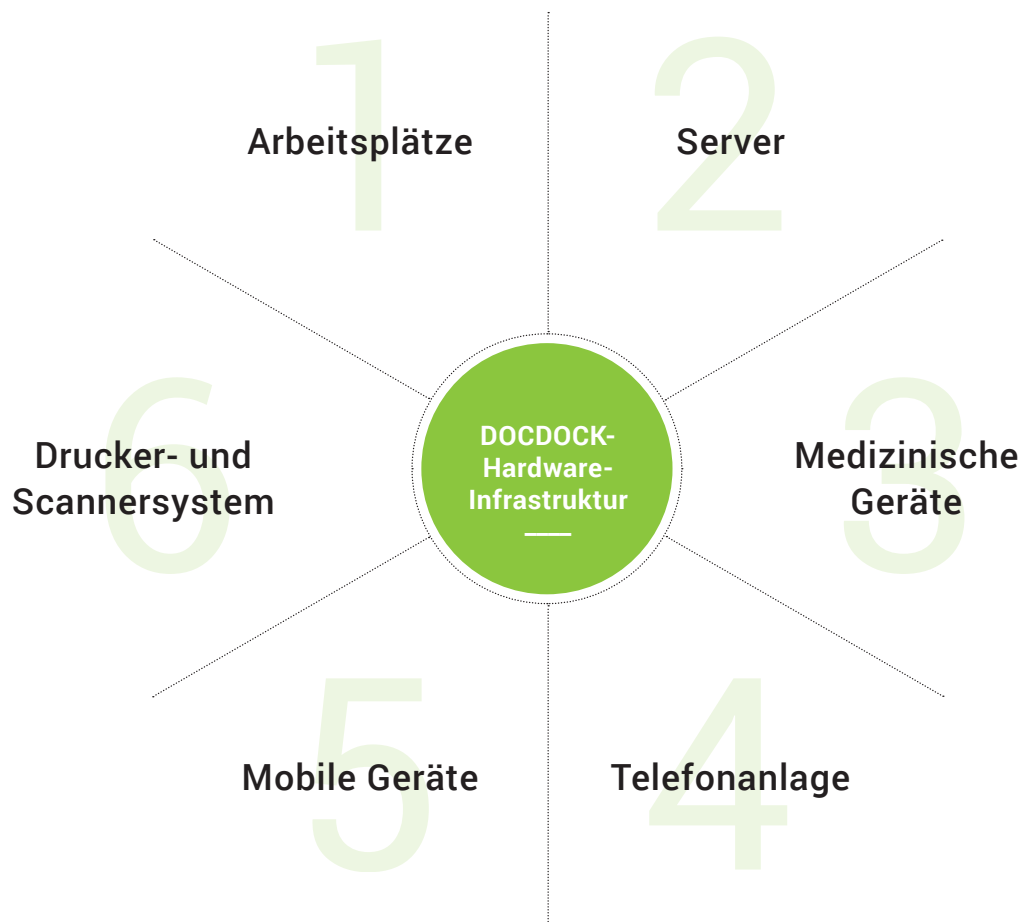 1
Arbeitsplätze
2
Server
3
Medizinische
Geräte
4
Telefonanlage
5
Mobile Geräte
6
Drucker- und
Scannersystem
DOCDOCK-
Hardware-
Infrastruktur